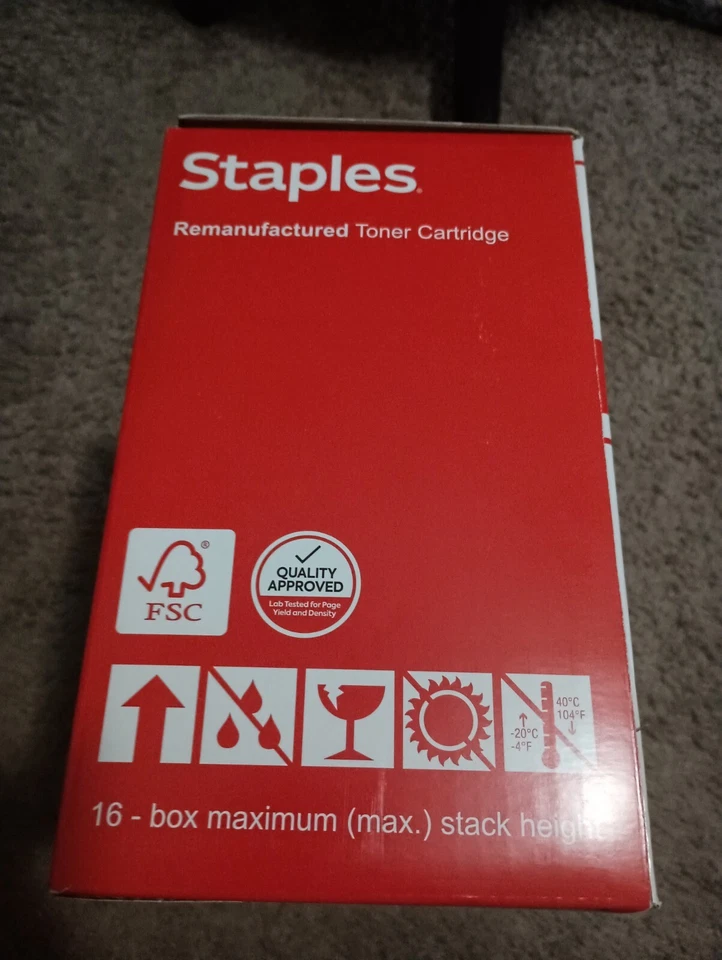 Staples®
Remanufactured Toner Cartridge
®
FSC
QUALITY
APPROVED
Lab Tested for Page
Yield and Density
40°C
104°F
-20°C
-4°F
16 - box maximum (max.) stack height